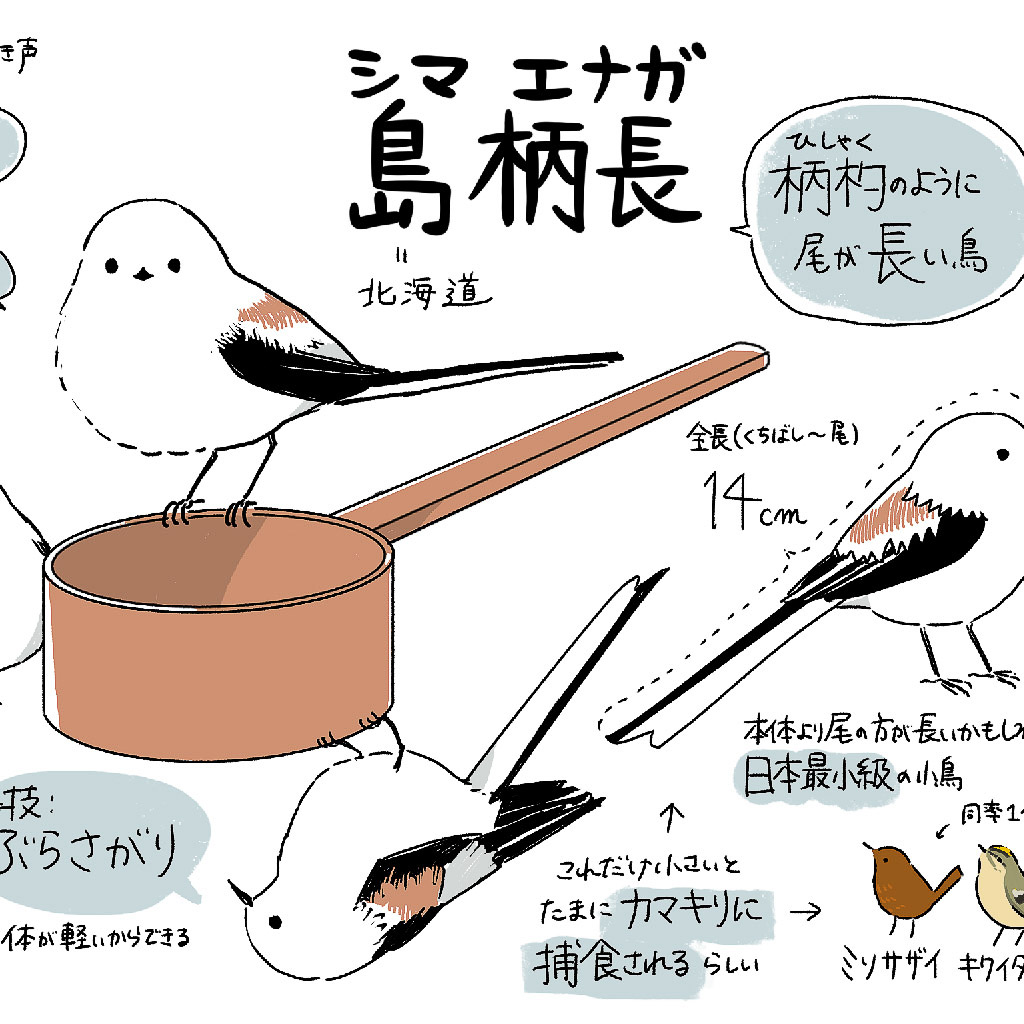 き声
シマ エナガ
島柄長
=
北海道
ひしゃく
柄杓のように
尾が長い鳥
全長(くちばし〜尾)
14cm
本体より尾の方が長いかもしれ
日本最小級の小鳥
同率1
技:
ぶらさがり
体が軽いからできる
↑
こんだけ小さいと
たまにカマキリに →
捕食されるらしい
ミソサザイ キクイタ